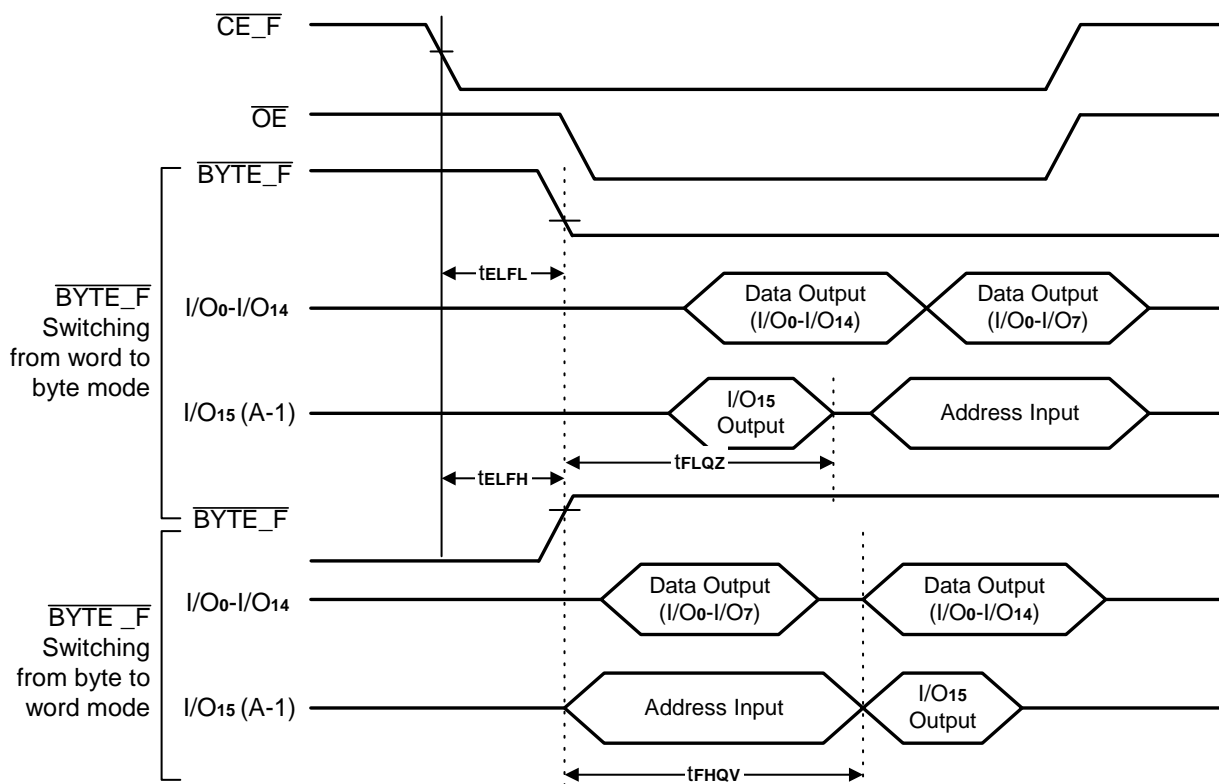 CE_F
OE
BYTE_F
tELFL
BYTE_F
Switching
from word to
byte mode
I/O0-I/O14
Data Output
(I/O0-I/O14)
Data Output
(I/O0-I/O7)
I/O15 (A-1)
I/O15
Output
Address Input
tFLQZ
tELFH
BYTE_F
BYTE _F
Switching
from byte to
word mode
I/O0-I/O14
Data Output
(I/O0-I/O7)
Data Output
(I/O0-I/O14)
I/O15 (A-1)
Address Input
I/O15
Output
tFHQV